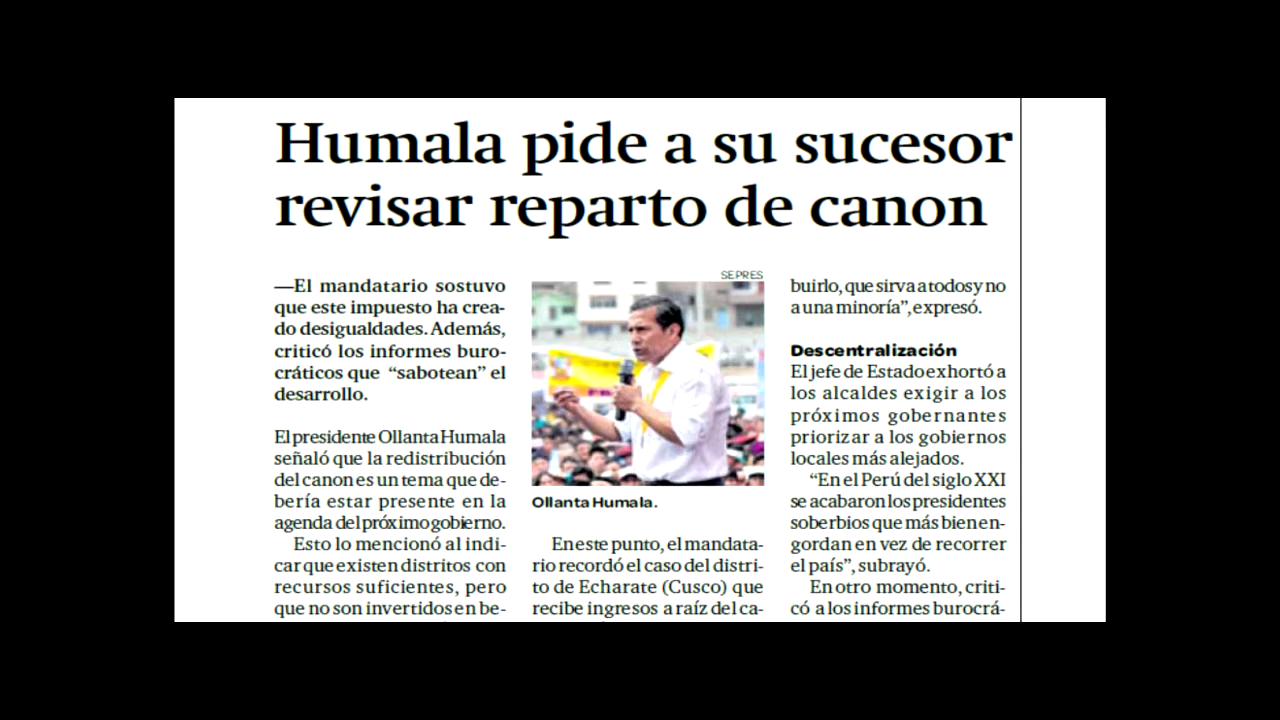 Humala pide a su sucesor
revisar reparto de canon
—El mandatario sostuvo
que este impuesto ha crea-
do desigualdades. Además,
criticó los informes buro-
cráticos que “sabotean” el
desarrollo.
El presidente Ollanta Humala
señaló que la redistribución
del canon es un tema que de-
bería estar presente en la
agenda del próximo gobierno.
Esto lo mencionó al indi-
car que existen distritos con
recursos suficientes, pero
que no son invertidos en be-
SEPRES
Ollanta Humala.
En este punto, el mandata-
rio recordó el caso del distri-
to de Echarate (Cusco) que
recibe ingresos a raíz del ca-
buirlo, que sirva a todos y no
a una minoría”, expresó.
Descentralización
El jefe de Estado exhortó a
los alcaldes exigir a los
próximos gobernantes
priorizar a los gobiernos
locales más alejados.
“En el Perú del siglo XXI
se acabaron los presidentes
soberbios que más bien en-
gordan en vez de recorrer
el país”, subrayó.
En otro momento, criti-
có a los informes burocrá-